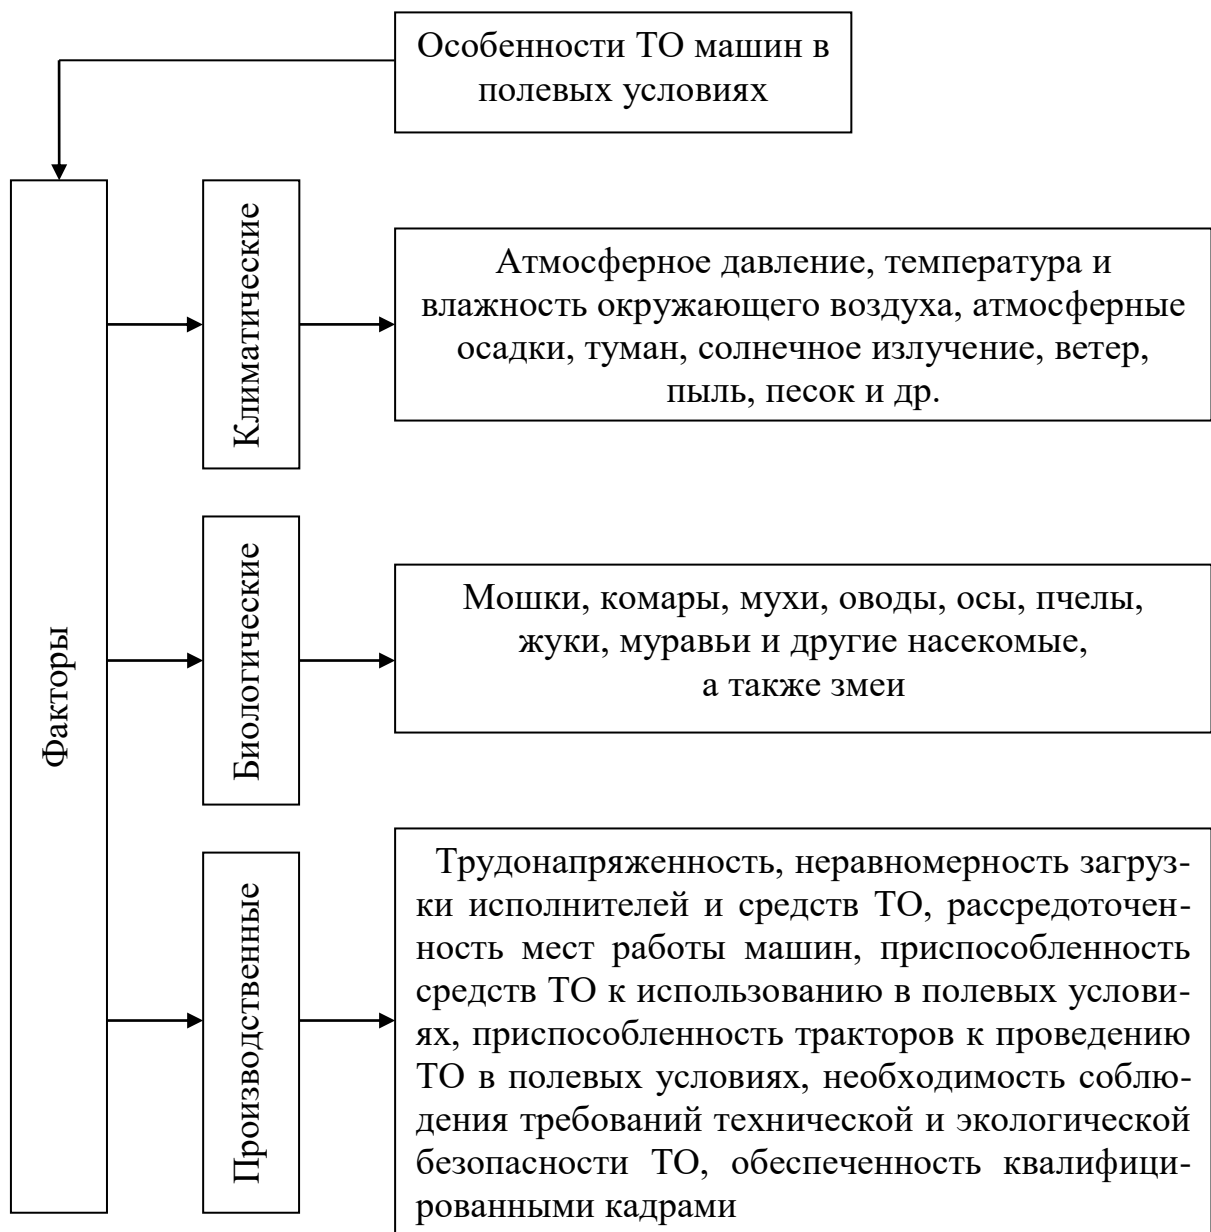 Особенности ТО машин в
полевых условиях
Факторы
Климатические
Атмосферное давление, температура и
влажность окружающего воздуха, атмосферные
осадки, туман, солнечное излучение, ветер,
пыль, песок и др.
Биологические
Мошки, комары, мухи, оводы, осы, пчелы,
жуки, муравьи и другие насекомые,
а также змеи
Производственные
Трудонапряженность, неравномерность загруз-
ки исполнителей и средств ТО, рассредоточен-
ность мест работы машин, приспособленность
средств ТО к использованию в полевых услови-
ях, приспособленность тракторов к проведению
ТО в полевых условиях, необходимость соблю-
дения требований технической и экологической
безопасности ТО, обеспеченность квалифици-
рованными кадрами